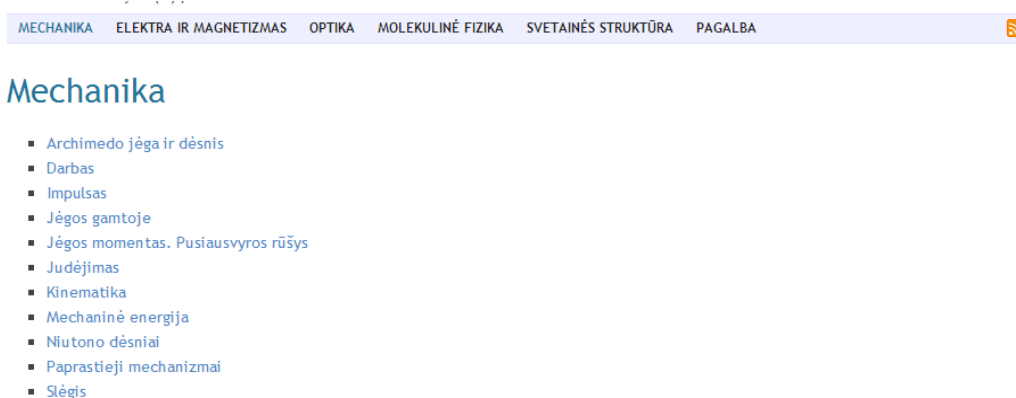 MECHANIKA ELEKTRA IR MAGNETIZMAS OPTIKA MOLEKULINĖ FIZIKA SVETAINĖS STRUKTŪRA PAGALBA
Mechanika
Archimedo jėga ir dėsnis
Darbas
Impulsas
Jėgos gamtoje
Jėgos momentas. Pusiausvyros rūšys
Judėjimas
Kinematika
Mechaninė energija
Niutono dėsniai
Paprastieji mechanizmai
Slėgis